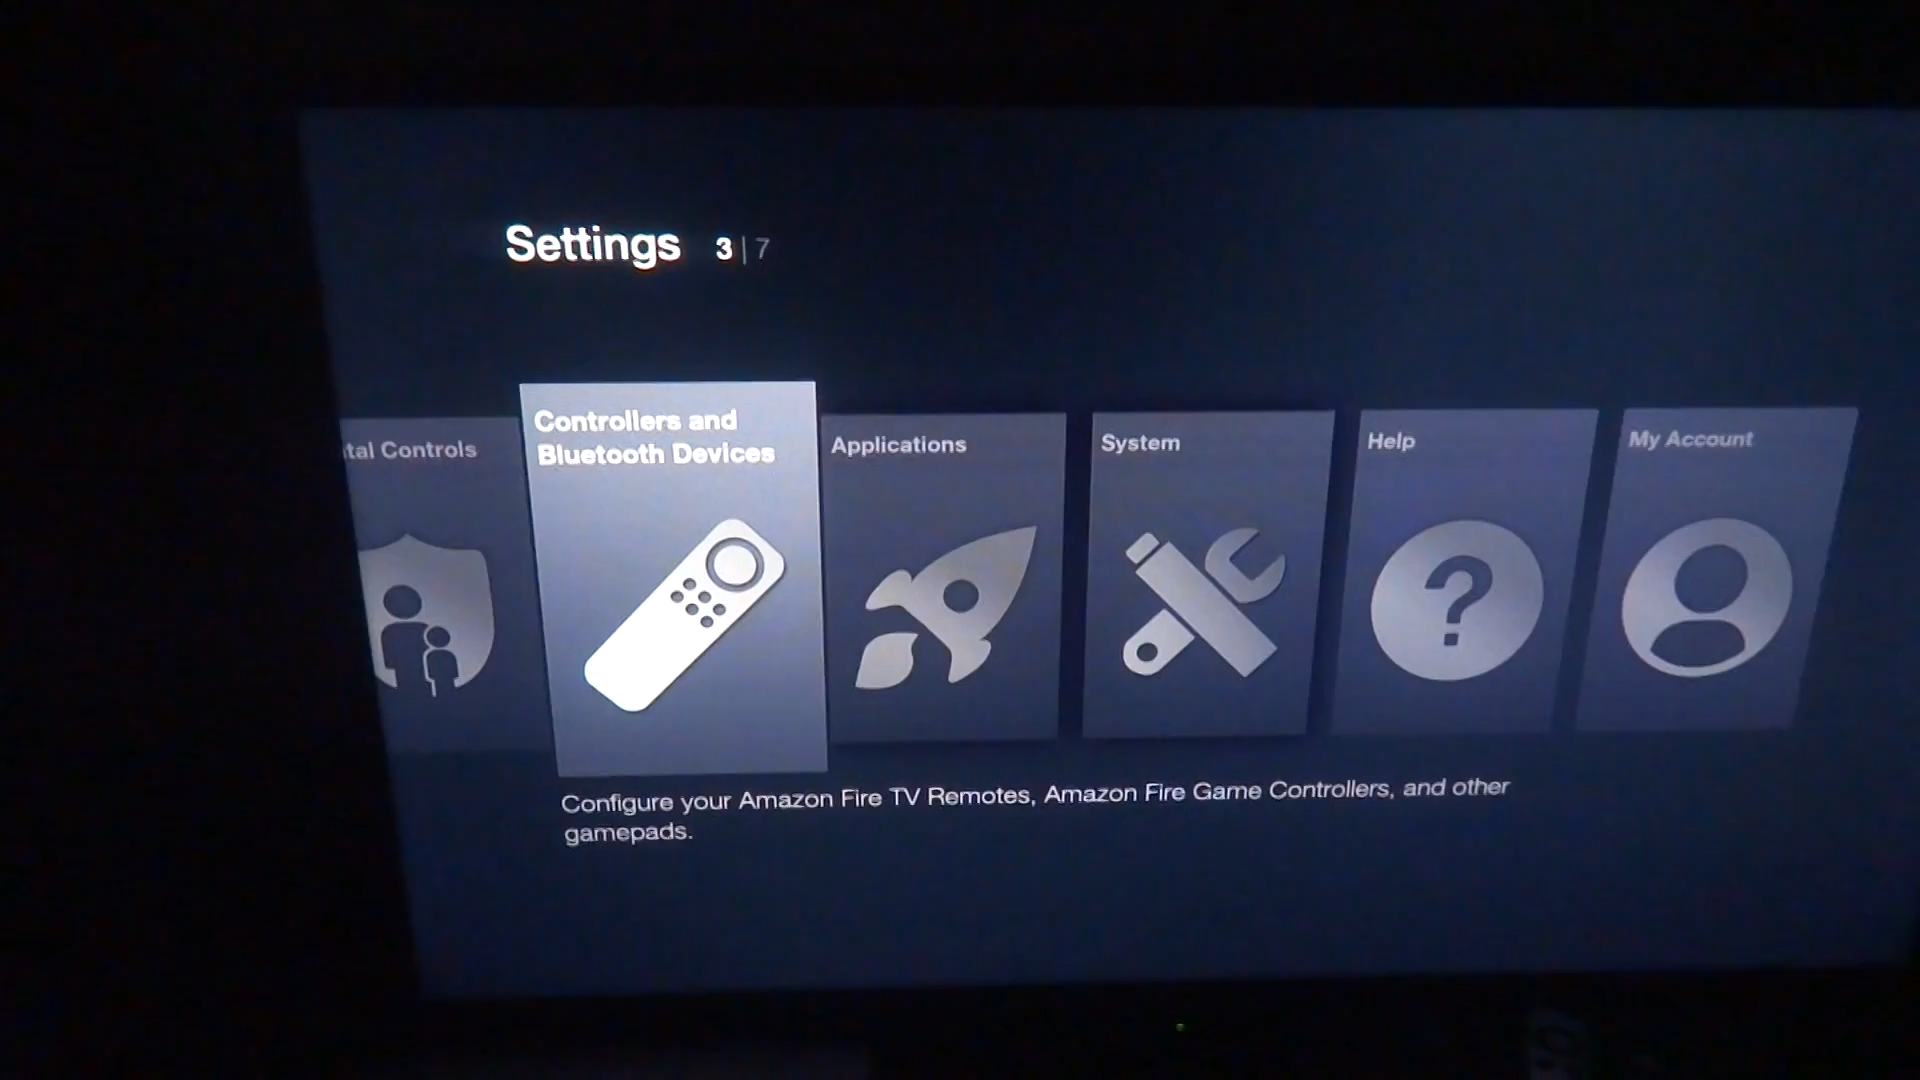 Settings 3|7
tal Controls
Controllers and
Bluetooth Devices
Applications
System
Help
My Account
Configure your Amazon Fire TV Remotes, Amazon Fire Game Controllers, and other
gamepads.